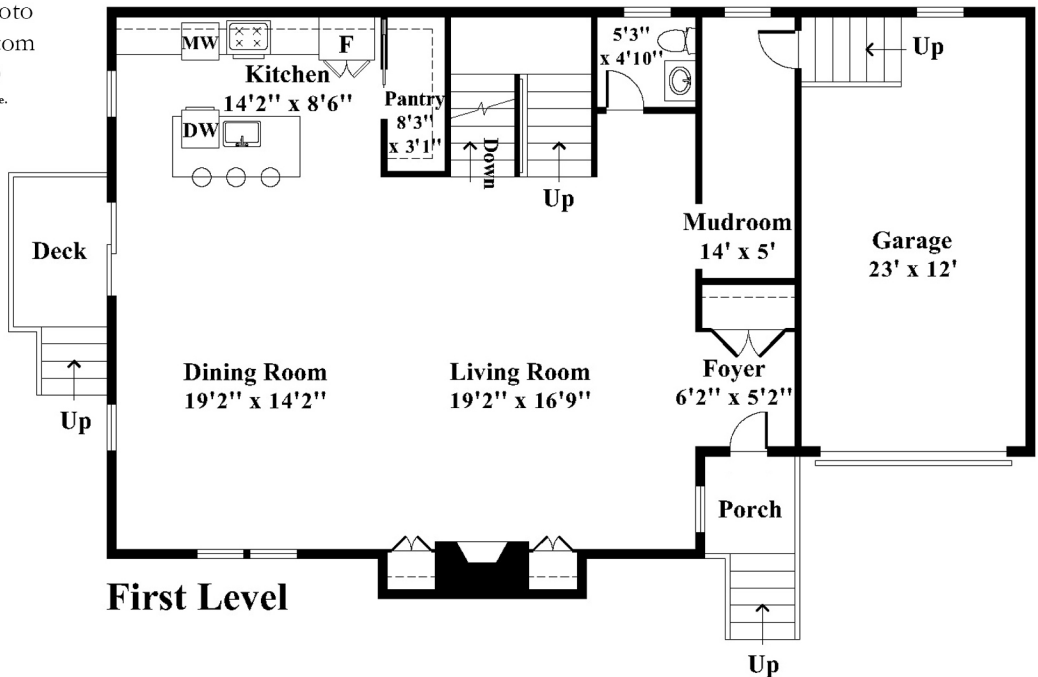 oto
tom
e.
MW
F
Kitchen
14'2" x 8'6"
Pantry
8'3"
x 3'1"
DW
Down
Up
5'3"
x 4'10"
Up
Mudroom
14' x 5'
Garage
23' x 12'
Deck
Up
Dining Room
19'2" x 14'2"
Living Room
19'2" x 16'9"
Foyer
6'2" x 5'2"
Porch
Up
First Level